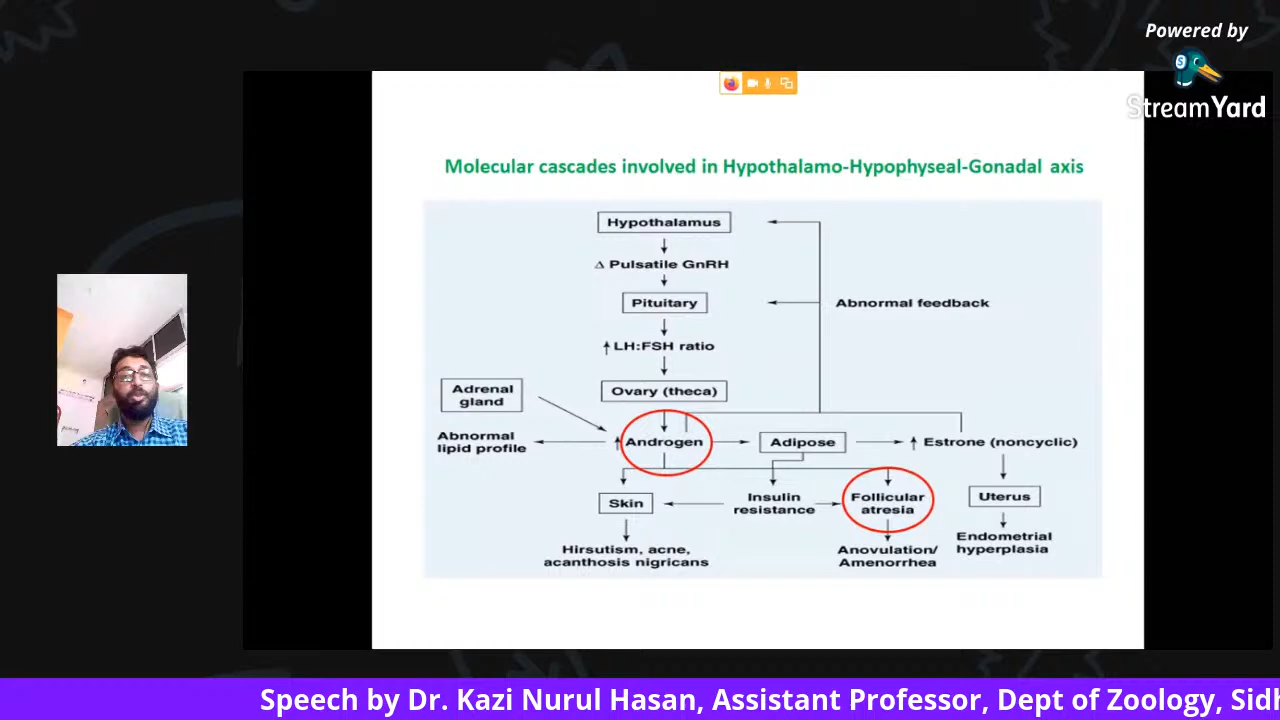 Powered by
StreamYard
Molecular cascades involved in Hypothalamo-Hypophyseal-Gonadal axis
Hypothalamus
Δ Pulsatile GnRH
Pituitary
Abnormal feedback
↑ LH:FSH ratio
Ovary (theca)
Adrenal
gland
Abnormal
lipid profile
↑ Androgen
Adipose
↑ Estrone (noncyclic)
Skin
Insulin
resistance
Follicular
atresia
Uterus
Hirsutism, acne,
acanthosis nigricans
Anovulation/
Amenorrhea
Endometrial
hyperplasia
Speech by Dr. Kazi Nurul Hasan, Assistant Professor, Dept of Zoology, Sidh